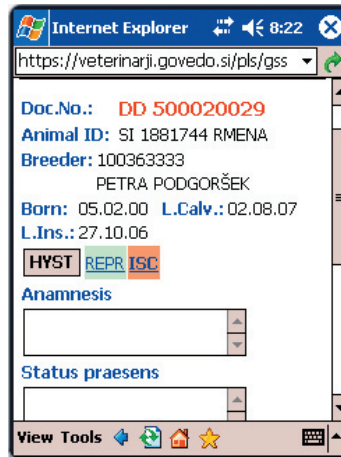 Internet Explorer 8:22
https://veterinarji.govedo.si/pls/gss
Doc.No.: DD 500020029
Animal ID: SI 1881744 RMENA
Breeder: 100363333
PETRA PODGORŠEK
Born: 05.02.00 L.Calv.: 02.08.07
L.Ins.: 27.10.06
HYST REPR ISC
Anamnesis
Status praesens
View Tools